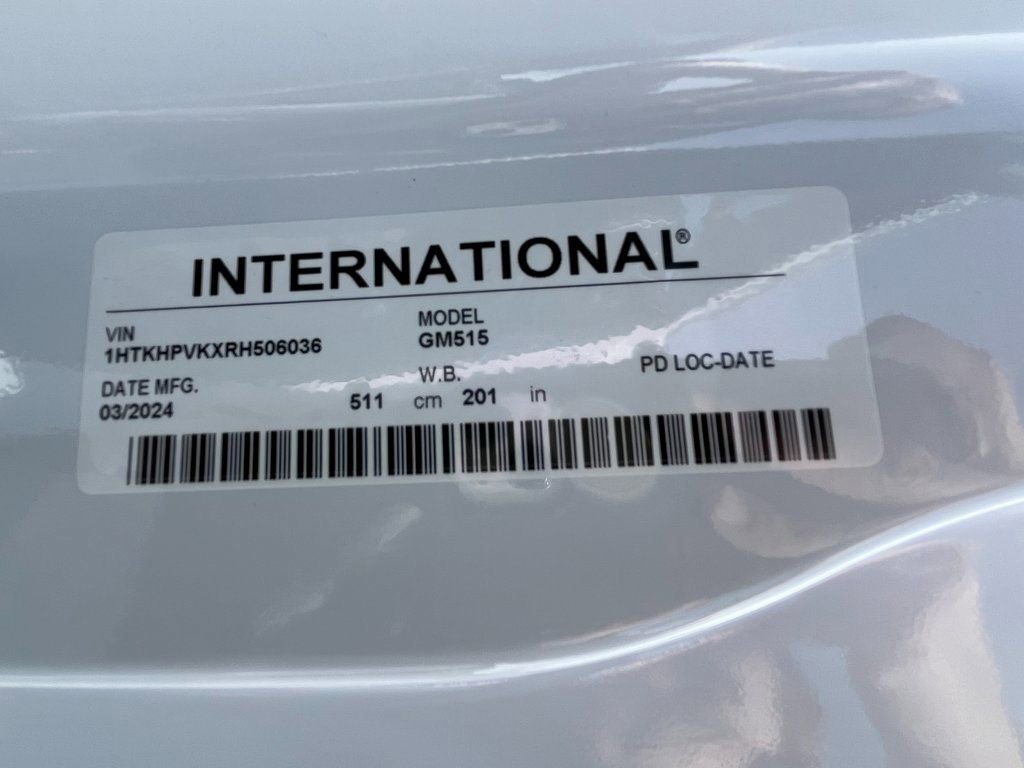 INTERNATIONAL®
VIN MODEL
1HTKHPVKXRH506036 GM515
DATE MFG. W.B. PD LOC-DATE
03/2024 511 cm 201 in